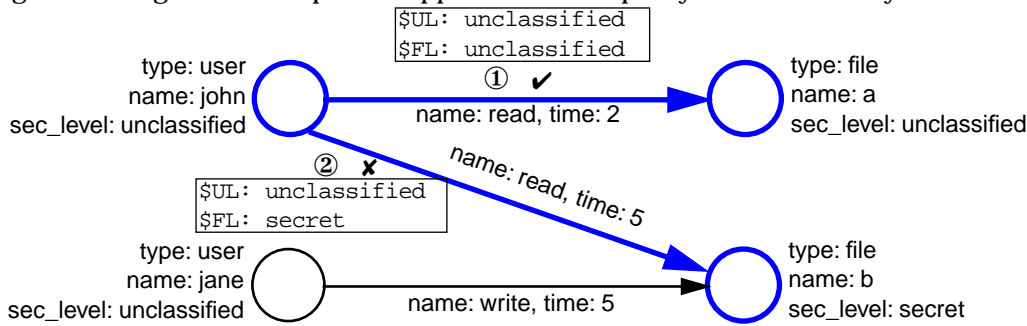 $UL: unclassified
$FL: unclassified
① ✔
type: user
name: john
sec_level: unclassified
name: read, time: 2
type: file
name: a
sec_level: unclassified
② ✘
$UL: unclassified
$FL: secret
name: read, time: 5
type: user
name: jane
sec_level: unclassified
name: write, time: 5
type: file
name: b
sec_level: secret